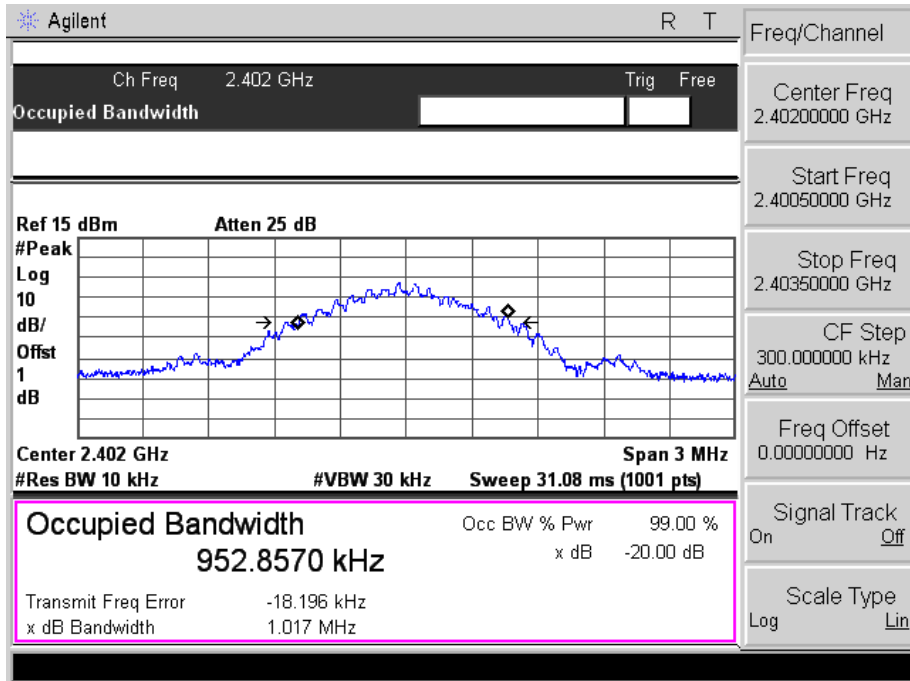 Agilent R T
Freq/Channel
Ch Freq 2.402 GHz Trig Free
Occupied Bandwidth
Center Freq
2.40200000 GHz
Start Freq
2.40050000 GHz
Stop Freq
2.40350000 GHz
CF Step
300.000000 kHz
Auto Man
Freq Offset
0.00000000 Hz
Signal Track
On Off
Scale Type
Log Lin
Ref 15 dBm Atten 25 dB
#Peak
Log
10
dB/
Offst
1
dB
Center 2.402 GHz Span 3 MHz
#Res BW 10 kHz #VBW 30 kHz Sweep 31.08 ms (1001 pts)
Occupied Bandwidth
952.8570 kHz
Occ BW % Pwr 99.00 %
x dB -20.00 dB
Transmit Freq Error -18.196 kHz
x dB Bandwidth 1.017 MHz